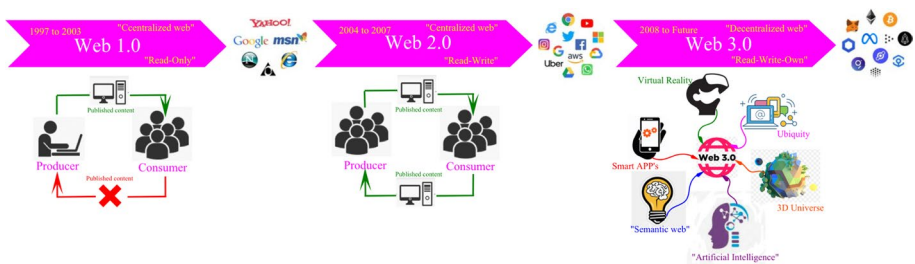 1997 to 2003
"Ccentralized web"
Web 1.0
"Read-Only"
YAHOO!
Google msn
Published content
Producer
Consumer
Published content
2004 to 2007
"Centralized web"
Web 2.0
"Read-Write"
Uber
aws
Published content
Producer
Consumer
Published content
2008 to Future
"Decentralized web"
Web 3.0
"Read-Write-Own"
Virtual Reality
Ubiquity
Smart APP's
Web 3.0
3D Universe
"Semantic web"
"Artificial Intelligence"